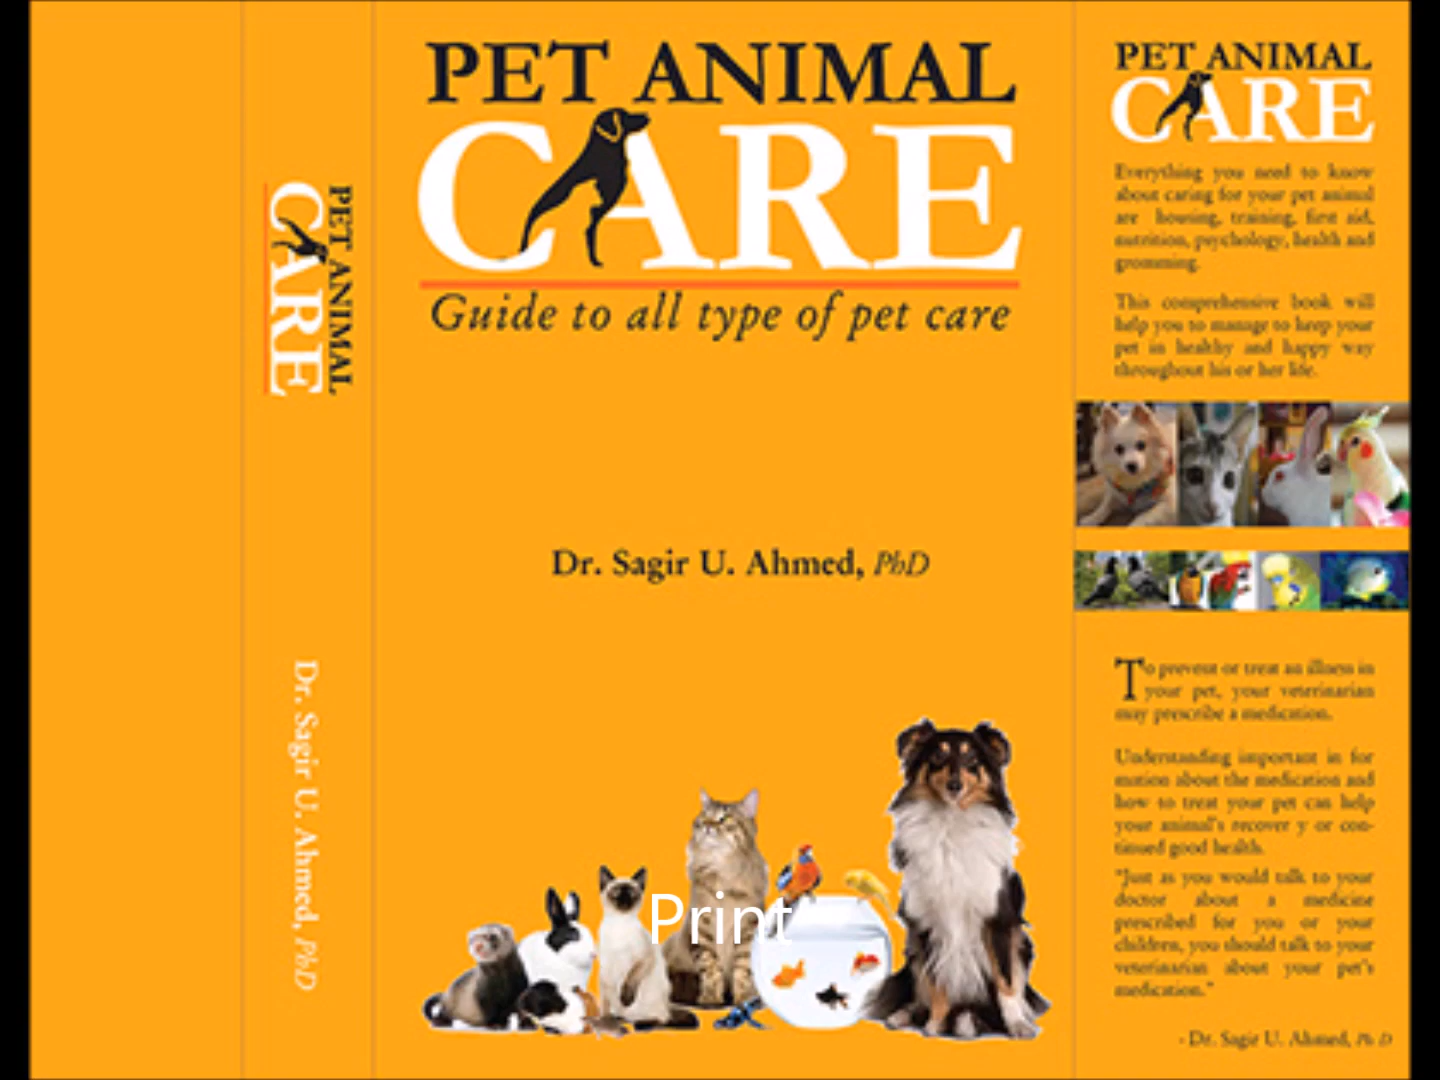 PET ANIMAL
CARE
Dr. Sagir U. Ahmed, PhD
PET ANIMAL
CARE
Guide to all type of pet care
Dr. Sagir U. Ahmed, PhD
Print
PET ANIMAL
CARE
Everything you need to know
about caring for your pet animal
are housing, training, first aid,
nutrition, psychology, health and
gromming.
This comprehensive book will
help you to manage to keep your
pet in healthy and happy way
throughout his or her life.
To prevent or treat an illness in
your pet, your veterinarian
may prescribe a medication.
Understanding important in for
mation about the medication and
how to treat your pet can help
your animal's recover y or con-
tinued good health.
"Just as you would talk to your
doctor about a medicine
prescribed for you or your
children, you should talk to your
veterinarian about your pet's
medication."
- Dr. Sagir U. Ahmed, Ph D